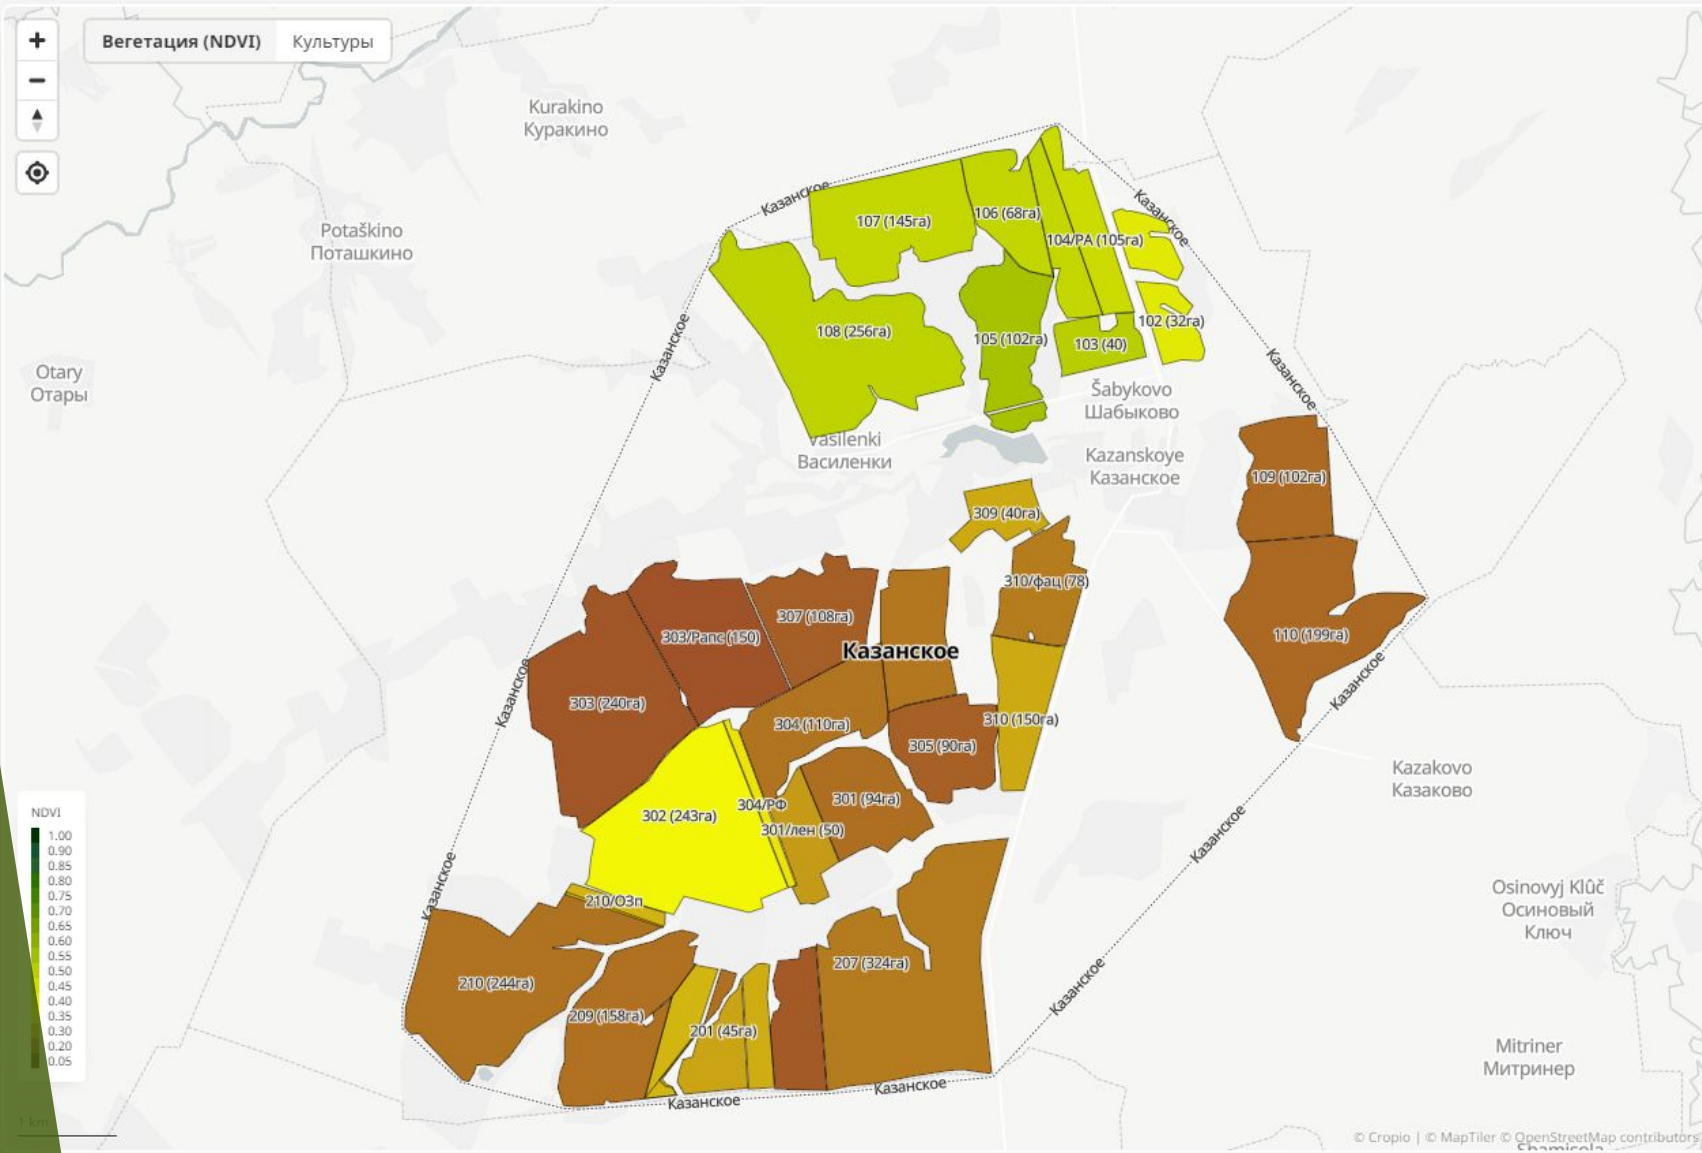 Вегетация (NDVI)
Культуры
Kurakino
Куракино
Казанское
Казанское
107 (145га)
106 (68га)
104/РА (105га)
Potaškino
Поташкино
108 (256га)
105 (102га)
103 (40)
102 (32га)
Казанское
Казанское
Otary
Отары
Šabykovo
Шабыково
Vasilenki
Василенки
Kazanskoye
Казанское
109 (102га)
309 (40га)
310/фац (78)
307 (108га)
303/Рапс (150)
Казанское
110 (199га)
Казанское
Казанское
303 (240га)
304 (110га)
310 (150га)
305 (90га)
Kazakovo
Казаково
301 (94га)
304/РФ
302 (243га)
301/лен (50)
Казанское
Казанское
NDVI
1.00
0.90
0.85
0.80
0.75
0.70
0.65
0.60
0.55
0.50
0.45
0.40
0.35
0.30
0.20
0.05
210/ОЗп
Osinovyj Klûč
Осиновый
Ключ
207 (324га)
210 (244га)
Казанское
209 (158га)
201 (45га)
Mitriner
Митринер
Казанское
Казанское
1 km
© Cropio | © MapTiler © OpenStreetMap contributors